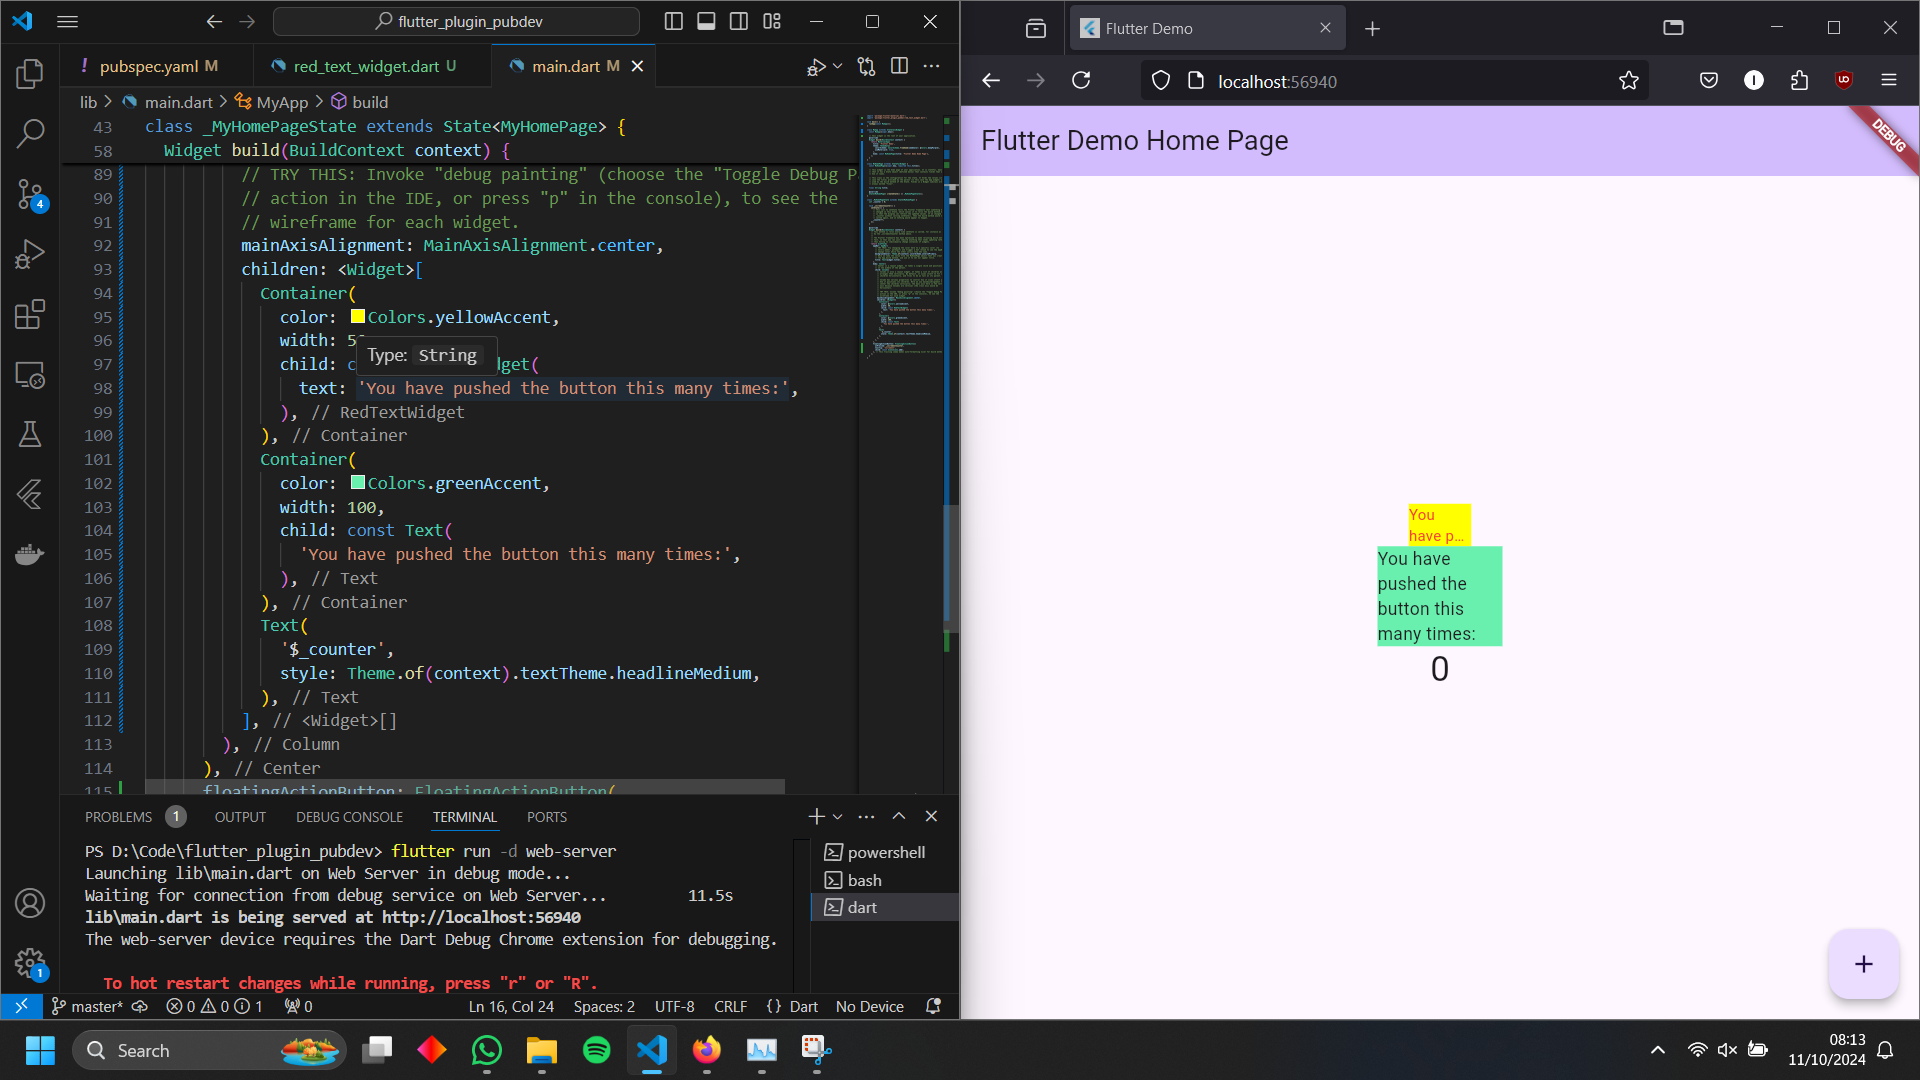 flutter_plugin_pubdev
! pubspec.yaml M
red_text_widget.dart U
main.dart M
lib > main.dart > MyApp > build
43 class _MyHomePageState extends State<MyHomePage> {
58 Widget build(BuildContext context) {
89 // TRY THIS: Invoke "debug painting" (choose the "Toggle Debug P
90 // action in the IDE, or press "p" in the console), to see the
91 // wireframe for each widget.
92 mainAxisAlignment: MainAxisAlignment.center,
93 children: <Widget>[
94 Container(
95 color: Colors.yellowAccent,
96 width: 5
Type: String
97 child: c dget(
98 text: 'You have pushed the button this many times:',
99 ), // RedTextWidget
100 ), // Container
101 Container(
102 color: Colors.greenAccent,
103 width: 100,
104 child: const Text(
105 'You have pushed the button this many times:',
106 ), // Text
107 ), // Container
108 Text(
109 '$_counter',
110 style: Theme.of(context).textTheme.headlineMedium,
111 ), // Text
112 ], // <Widget>[]
113 ), // Column
114 ), // Center
115 floatingActionButton: FloatingActionButton(
PROBLEMS 1 OUTPUT DEBUG CONSOLE TERMINAL PORTS
PS D:\Code\flutter_plugin_pubdev> flutter run -d web-server
Launching lib\main.dart on Web Server in debug mode...
Waiting for connection from debug service on Web Server... 11.5s
lib\main.dart is being served at http://localhost:56940
The web-server device requires the Dart Debug Chrome extension for debugging.
To hot restart changes while running, press "r" or "R".
powershell
bash
dart
4
1
master* 0 0 1 0 Ln 16, Col 24 Spaces: 2 UTF-8 CRLF {} Dart No Device
Flutter Demo
localhost:56940
Flutter Demo Home Page
DEBUG
You
have p...
You have
pushed the
button this
many times:
0
+
Search
08:13
11/10/2024